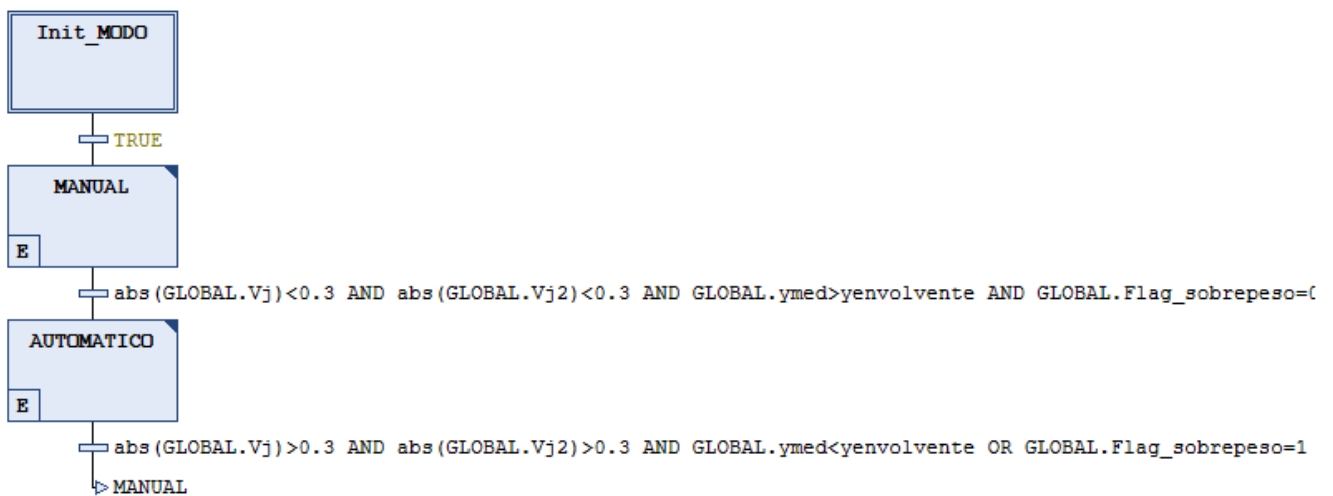 Init_MODO
TRUE
MANUAL
E
abs(GLOBAL.Vj)<0.3 AND abs(GLOBAL.Vj2)<0.3 AND GLOBAL.ymed>yenvolvente AND GLOBAL.Flag_sobrepeso=
AUTOMATICO
E
abs(GLOBAL.Vj)>0.3 AND abs(GLOBAL.Vj2)>0.3 AND GLOBAL.ymed<yenvolvente OR GLOBAL.Flag_sobrepeso=1
MANUAL